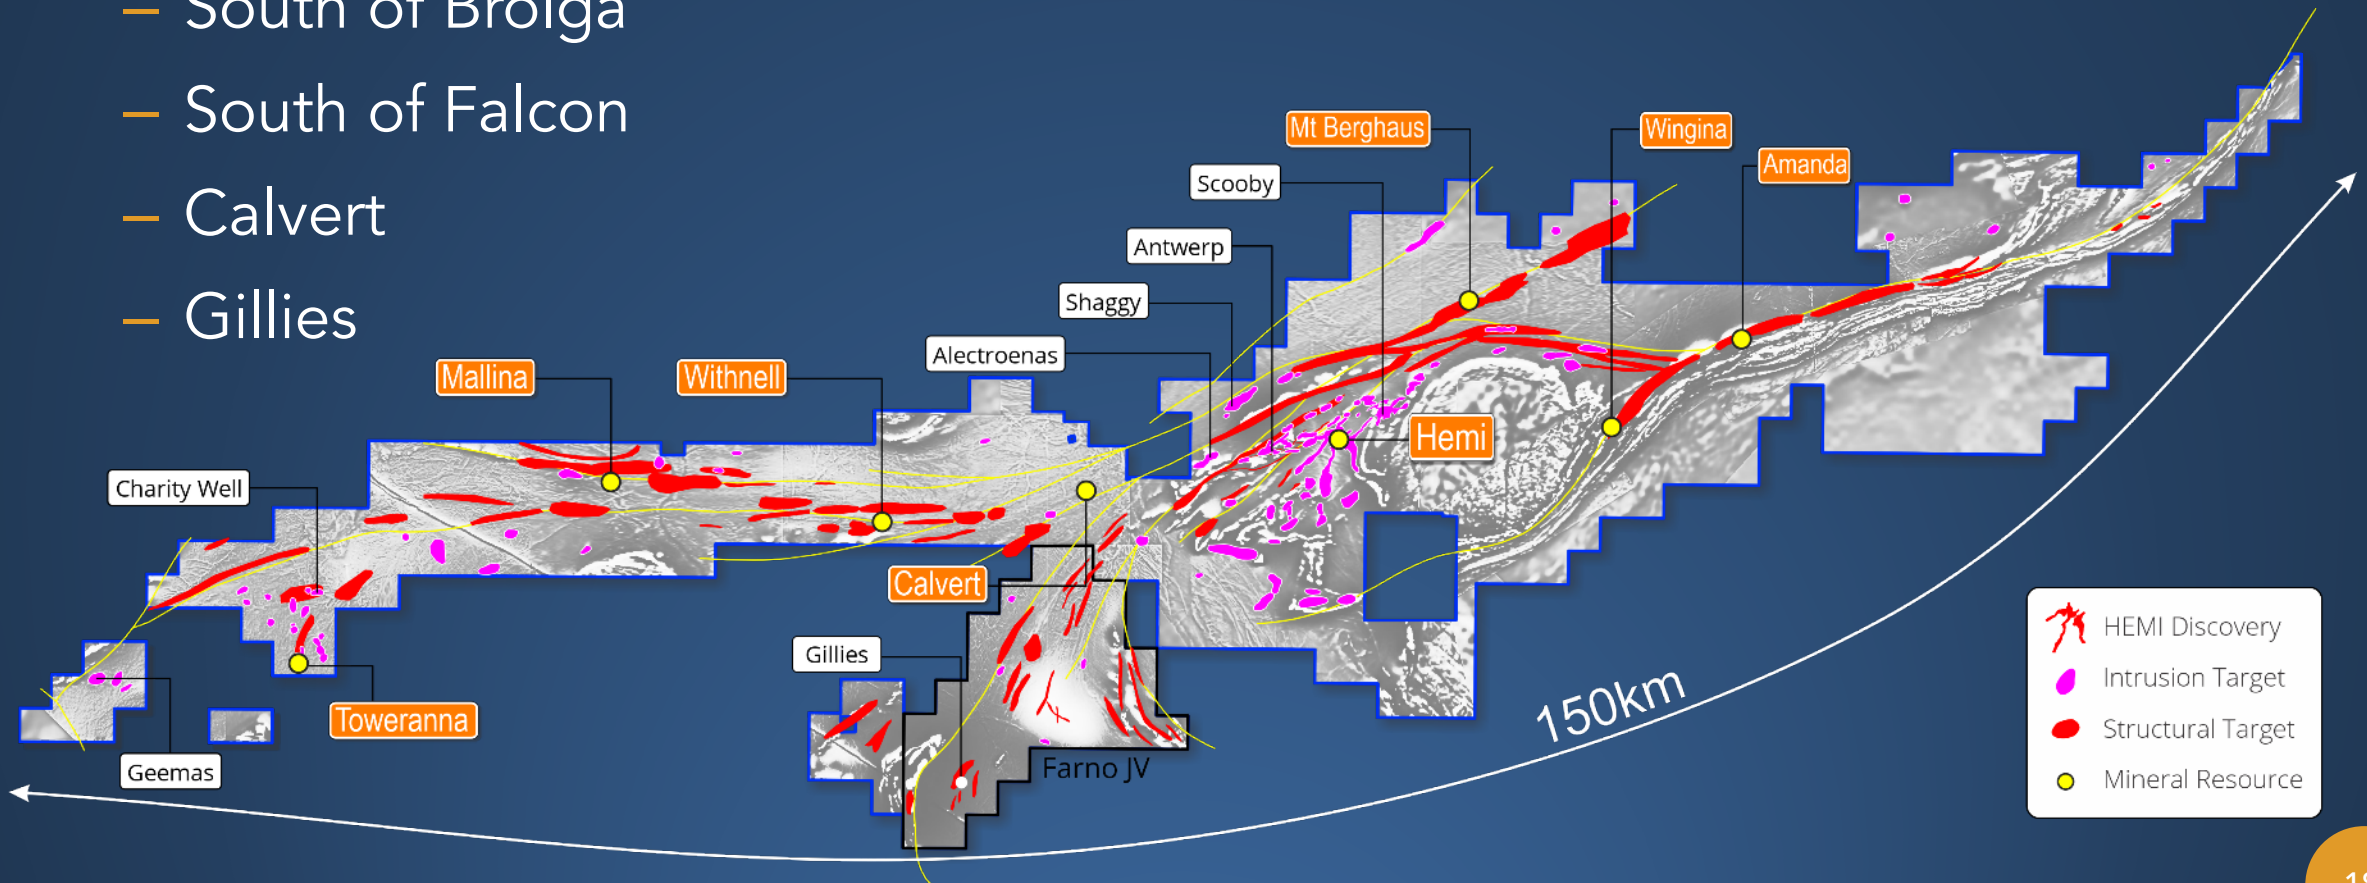 – South of Brolga
– South of Falcon
– Calvert
– Gillies
Mt Berghaus
Wingina
Amanda
Scooby
Antwerp
Shaggy
Alectroenas
Mallina
Withnell
Hemi
Charity Well
Calvert
Gillies
Toweranna
Geemas
Farno JV
150km
HEMI Discovery
Intrusion Target
Structural Target
Mineral Resource